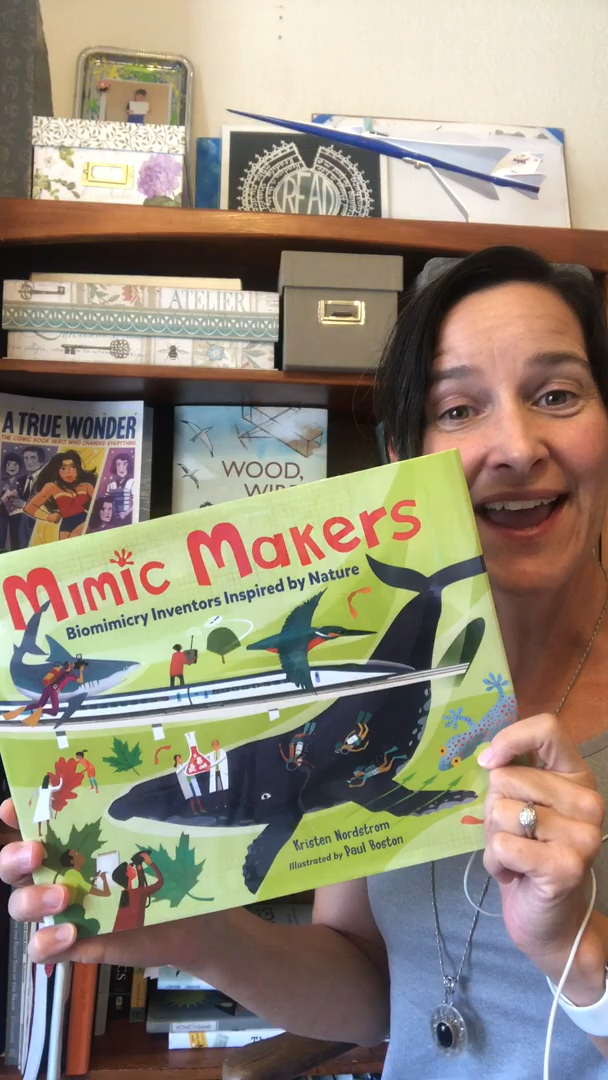 READ
ATELIER
A TRUE WONDER
THE COMIC BOOK HERO WHO CHANGED EVERYTHING
WOOD,
Mimic Makers
Biomimicry Inventors Inspired by Nature
Kristen Nordstrom
Illustrated by Paul Boston